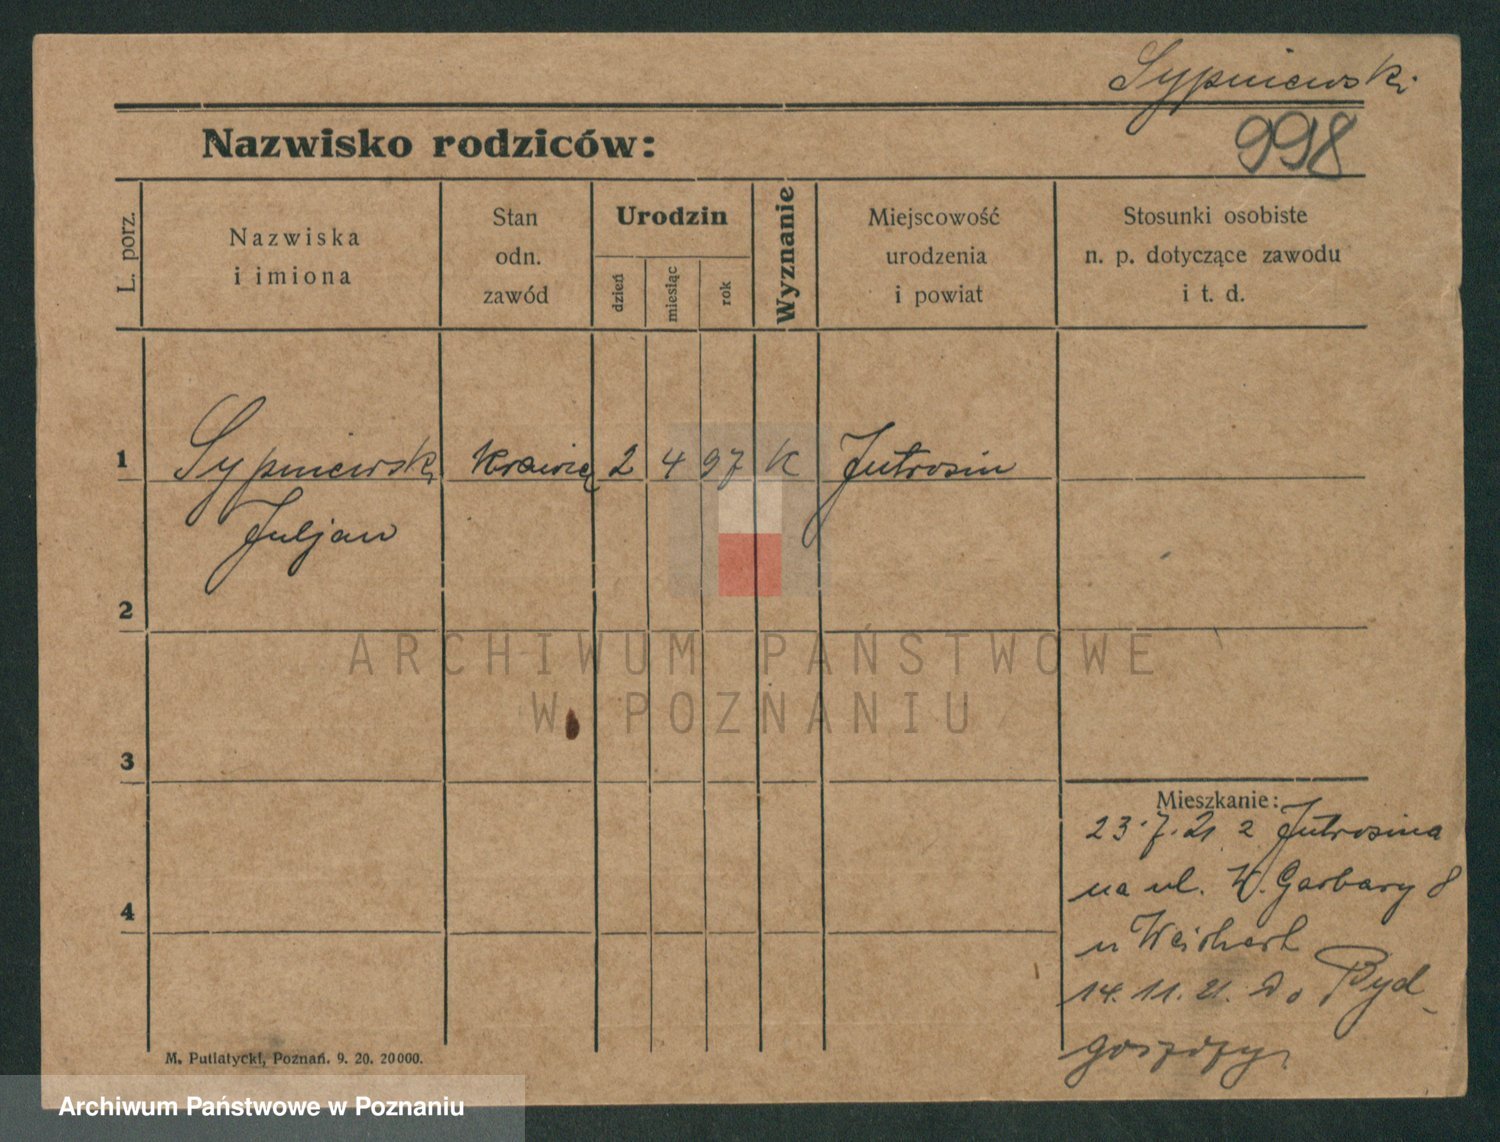 Sypniewski
998
Nazwisko rodziców:
L. porz.
Nazwiska
i imiona
Stan
odn.
zawód
Urodzin
dzień
miesiąc
rok
Wyznanie
Miejscowość
urodzenia
i powiat
Stosunki osobiste
n. p. dotyczące zawodu
i t. d.
1 Sypniewski krawiec 2 4 97 K Jutrosin
Juljan
2
ARCHIWUM PAŃSTWOWE
W POZNANIU
3
Mieszkanie:
23.7.21 z Jutrosina
na ul. W. Garbary 8
u
4
14.11.21. do Byd-
goszczy
M. Putiatycki, Poznań. 9. 20. 20000.
Archiwum Państwowe w Poznaniu